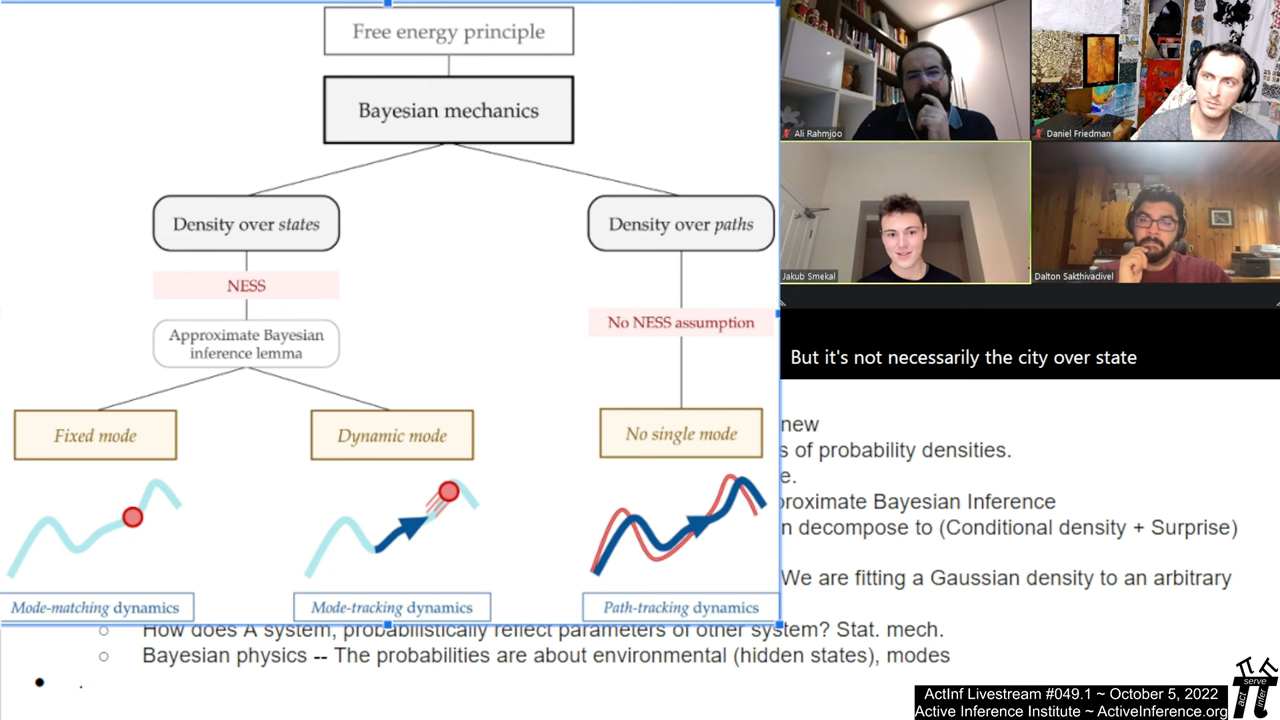 Free energy principle
Bayesian mechanics
Density over states
Density over paths
NESS
No NESS assumption
Approximate Bayesian
inference lemma
Fixed mode
Dynamic mode
No single mode
Mode-matching dynamics
Mode-tracking dynamics
Path-tracking dynamics
Ali Rahmjoo
Daniel Friedman
Jakub Smekal
Dalton Sakthivadivel
But it's not necessarily the city over state
new
s of probability densities.
e.
proximate Bayesian Inference
n decompose to (Conditional density + Surprise)
We are fitting a Gaussian density to an arbitrary
○ How does A system, probabilistically reflect parameters of other system? Stat. mech.
○ Bayesian physics -- The probabilities are about environmental (hidden states), modes
● .
ActInf Livestream #049.1 ~ October 5, 2022
Active Inference Institute ~ ActiveInference.org
act
serve
infer